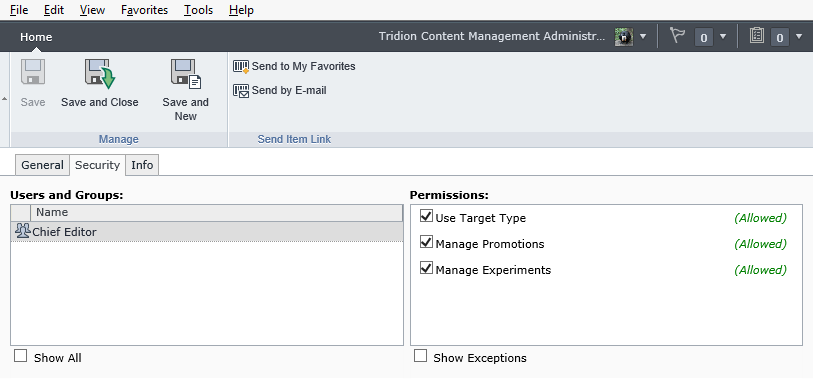 File Edit View Favorites Tools Help
Home Tridion Content Management Administr... 0 0
Save Save and Close Save and New
Send to My Favorites
Send by E-mail
Manage Send Item Link
General Security Info
Users and Groups: Permissions:
Name
Chief Editor
Use Target Type (Allowed)
Manage Promotions (Allowed)
Manage Experiments (Allowed)
Show All Show Exceptions